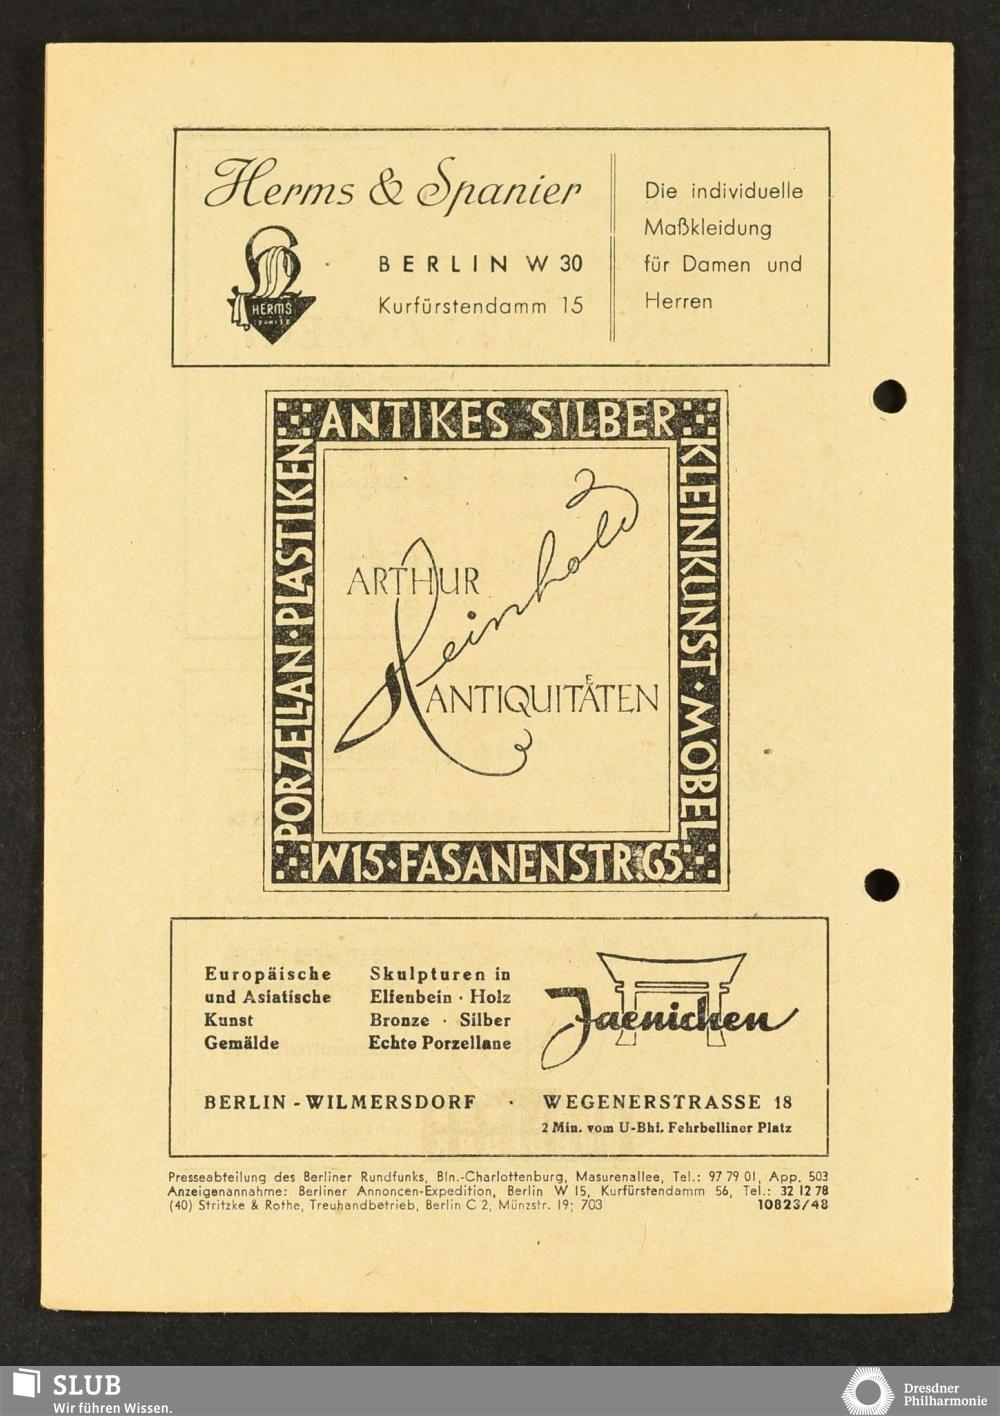 Herms & Spanier
BERLIN W 30
Kurfürstendamm 15
HERMS
Die individuelle
Maßkleidung
für Damen und
Herren
ANTIKES SILBER
PORZELLAN · PLASTIKEN
KLEINKUNST · MÖBEL
ARTHUR
Reinhold
ANTIQUITÄTEN
W15 · FASANENSTR. 65
Europäische
und Asiatische
Kunst
Gemälde
Skulpturen in
Elfenbein · Holz
Bronze · Silber
Echte Porzellane
Jaenichen
BERLIN - WILMERSDORF · WEGENERSTRASSE 18
2 Min. vom U-Bhf. Fehrbelliner Platz
Presseabteilung des Berliner Rundfunks, Bln.-Charlottenburg, Masurenallee, Tel.: 97 79 01, App. 503
Anzeigenannahme: Berliner Annoncen-Expedition, Berlin W 15, Kurfürstendamm 56, Tel.: 32 12 78
(40) Stritzke & Rothe, Treuhandbetrieb, Berlin C 2, Münzstr. 19; 703 10823/48
SLUB
Wir führen Wissen.
Dresdner
Philharmonie